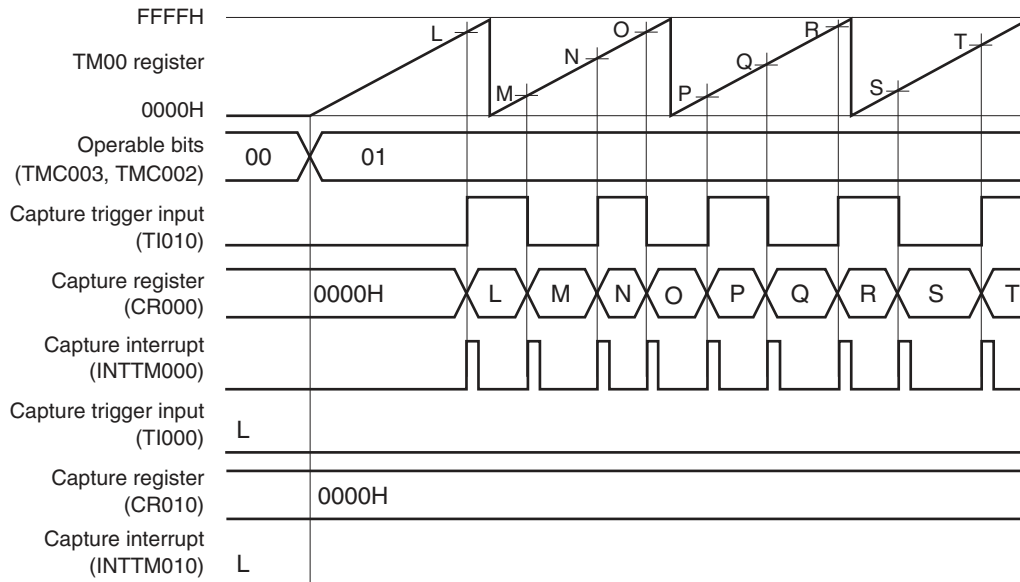 FFFFH
TM00 register
0000H
L M N O P Q R S T
Operable bits
(TMC003, TMC002)
00 01
Capture trigger input
(TI010)
Capture register
(CR000)
0000H L M N O P Q R S T
Capture interrupt
(INTTM000)
Capture trigger input
(TI000)
L
Capture register
(CR010)
0000H
Capture interrupt
(INTTM010)
L